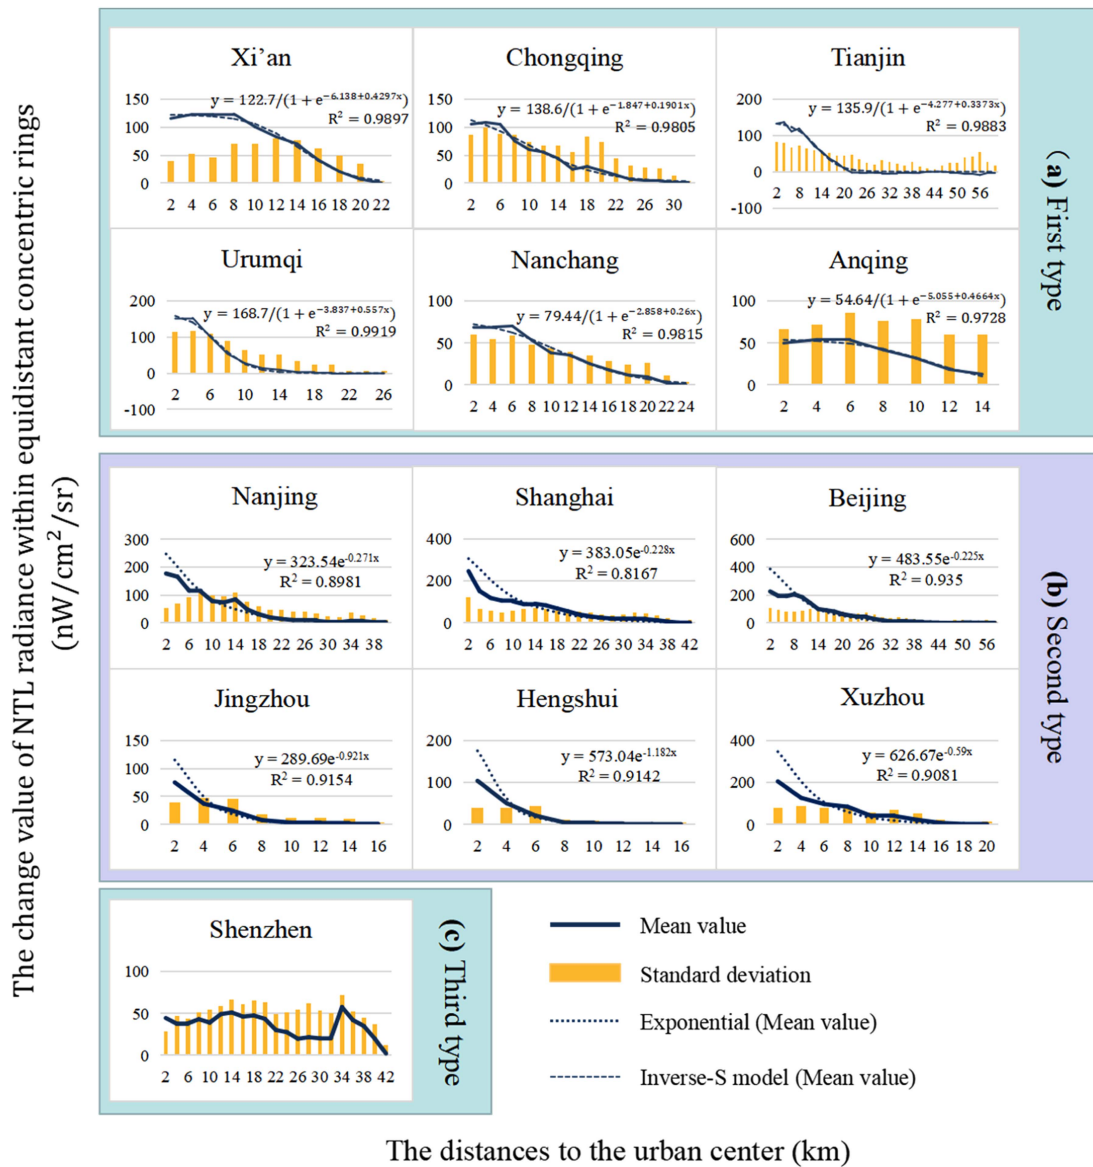 The change value of NTL radiance within equidistant concentric rings
(nW/cm²/sr)
(a) First type
Xi’an
y = 122.7/(1 + e^−6.138+0.4297x)
R² = 0.9897
150
100
50
0
2 4 6 8 10 12 14 16 18 20 22
Chongqing
y = 138.6/(1 + e^−1.847+0.1901x)
R² = 0.9805
150
100
50
0
2 6 10 14 18 22 26 30
Tianjin
y = 135.9/(1 + e^−4.277+0.3373x)
R² = 0.9883
200
100
0
-100
2 8 14 20 26 32 38 44 50 56
Urumqi
y = 168.7/(1 + e^−3.837+0.557x)
R² = 0.9919
200
100
0
-100
2 6 10 14 18 22 26
Nanchang
y = 79.44/(1 + e^−2.858+0.26x)
R² = 0.9815
100
50
0
2 4 6 8 10 12 14 16 18 20 22 24
Anqing
y = 54.64/(1 + e^−5.055+0.4664x)
R² = 0.9728
100
50
0
2 4 6 8 10 12 14
(b) Second type
Nanjing
y = 323.54e^-0.271x
R² = 0.8981
300
200
100
0
2 6 10 14 18 22 26 30 34 38
Shanghai
y = 383.05e^-0.228x
R² = 0.8167
400
200
0
2 6 10 14 18 22 26 30 34 38 42
Beijing
y = 483.55e^-0.225x
R² = 0.935
600
400
200
0
2 8 14 20 26 32 38 44 50 56
Jingzhou
y = 289.69e^-0.921x
R² = 0.9154
150
100
50
0
2 4 6 8 10 12 14 16
Hengshui
y = 573.04e^-1.182x
R² = 0.9142
200
100
0
2 4 6 8 10 12 14 16
Xuzhou
y = 626.67e^-0.59x
R² = 0.9081
400
200
0
2 4 6 8 10 12 14 16 18 20
(c) Third type
Shenzhen
100
50
0
2 6 10 14 18 22 26 30 34 38 42
Mean value
Standard deviation
Exponential (Mean value)
Inverse-S model (Mean value)
The distances to the urban center (km)